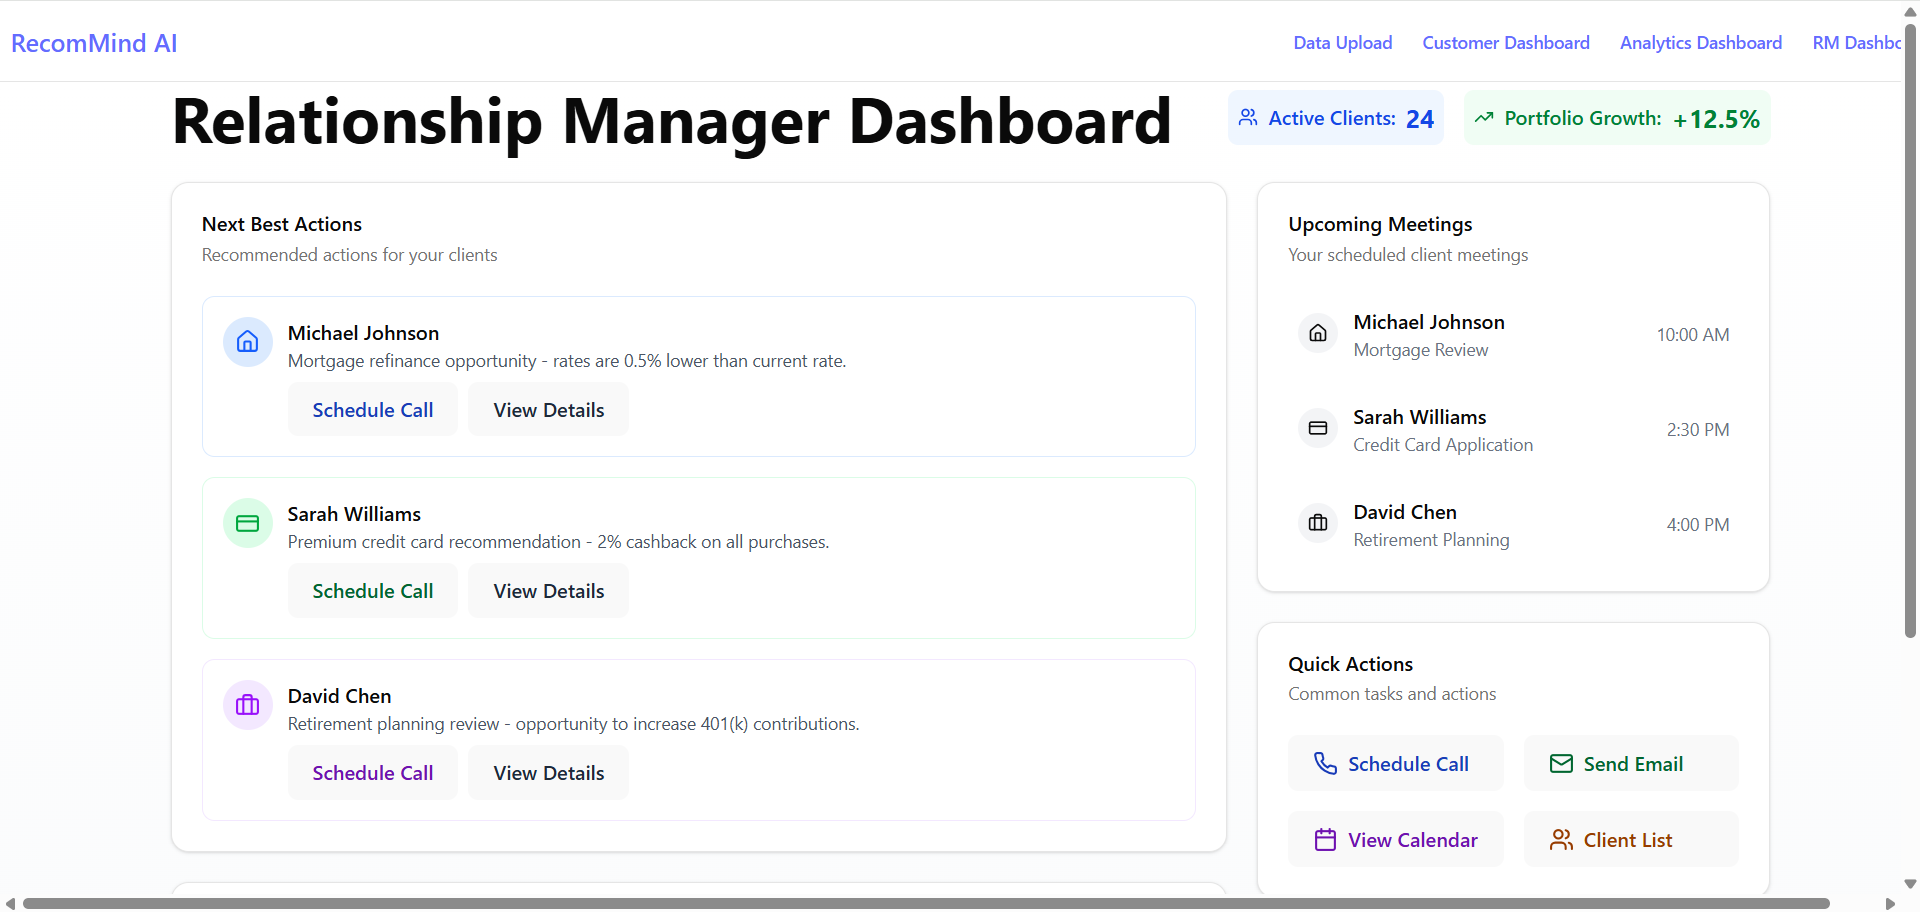 RecomMind AI
Data Upload
Customer Dashboard
Analytics Dashboard
RM Dashbo
Relationship Manager Dashboard
Active Clients: 24
Portfolio Growth: +12.5%
Next Best Actions
Recommended actions for your clients
Michael Johnson
Mortgage refinance opportunity - rates are 0.5% lower than current rate.
Schedule Call
View Details
Sarah Williams
Premium credit card recommendation - 2% cashback on all purchases.
Schedule Call
View Details
David Chen
Retirement planning review - opportunity to increase 401(k) contributions.
Schedule Call
View Details
Upcoming Meetings
Your scheduled client meetings
Michael Johnson
Mortgage Review
10:00 AM
Sarah Williams
Credit Card Application
2:30 PM
David Chen
Retirement Planning
4:00 PM
Quick Actions
Common tasks and actions
Schedule Call
Send Email
View Calendar
Client List